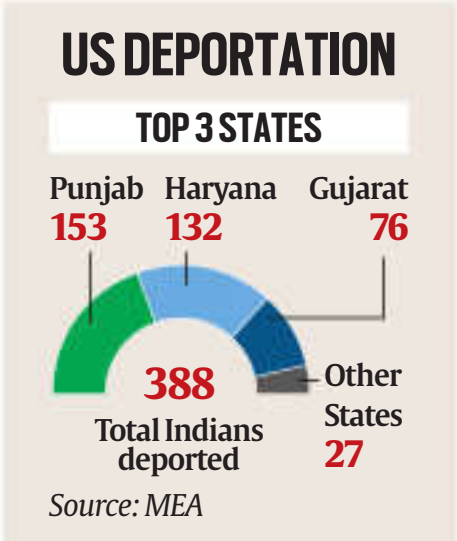 US DEPORTATION
TOP 3 STATES
Punjab Haryana Gujarat
153 132 76
388
Total Indians
deported
Other
States
27
Source: MEA